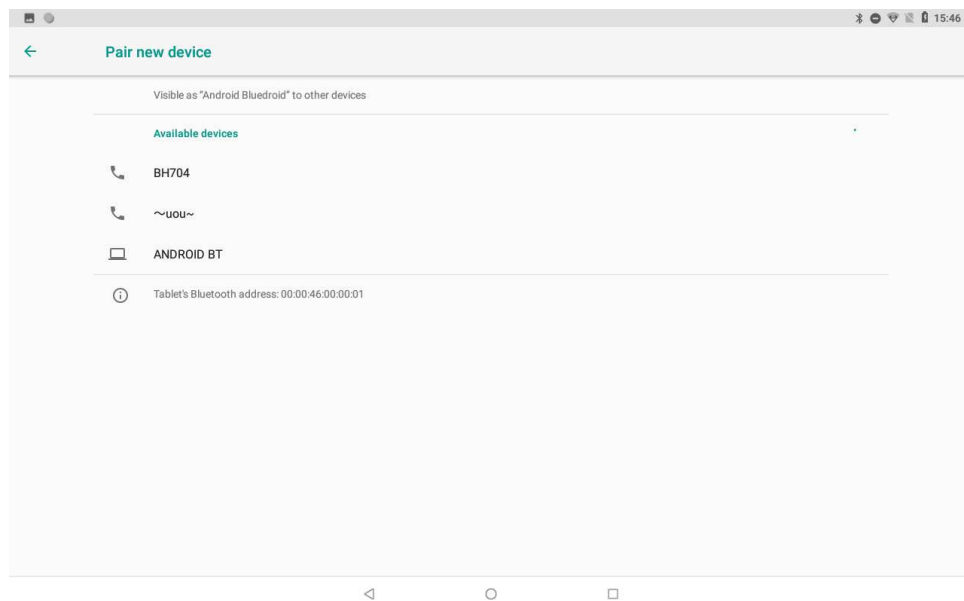 15:46
Pair new device
Visible as "Android Bluedroid" to other devices
Available devices
BH704
～uou~
ANDROID BT
Tablet's Bluetooth address: 00:00:46:00:00:01